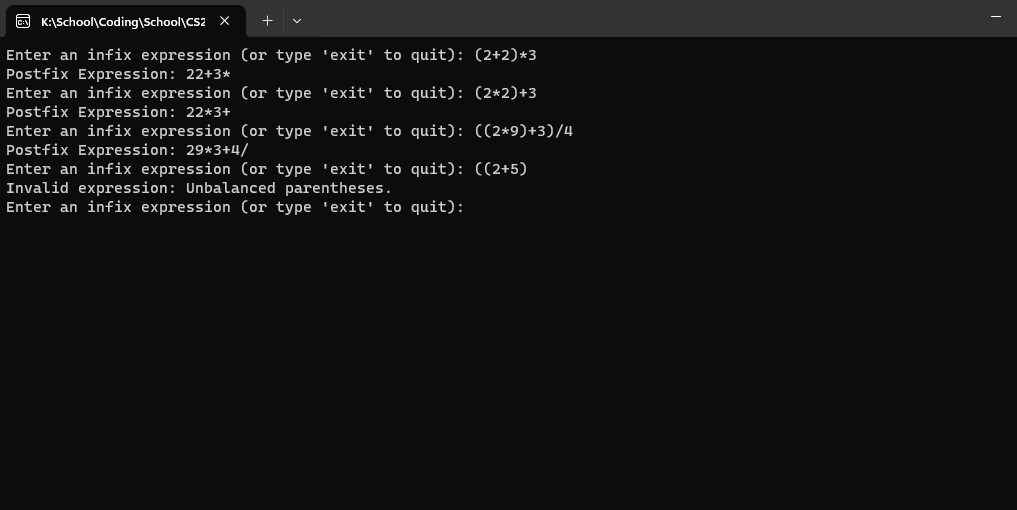 K:\School\Coding\School\CS2
Enter an infix expression (or type 'exit' to quit): (2+2)*3
Postfix Expression: 22+3*
Enter an infix expression (or type 'exit' to quit): (2*2)+3
Postfix Expression: 22*3+
Enter an infix expression (or type 'exit' to quit): ((2*9)+3)/4
Postfix Expression: 29*3+4/
Enter an infix expression (or type 'exit' to quit): ((2+5)
Invalid expression: Unbalanced parentheses.
Enter an infix expression (or type 'exit' to quit):